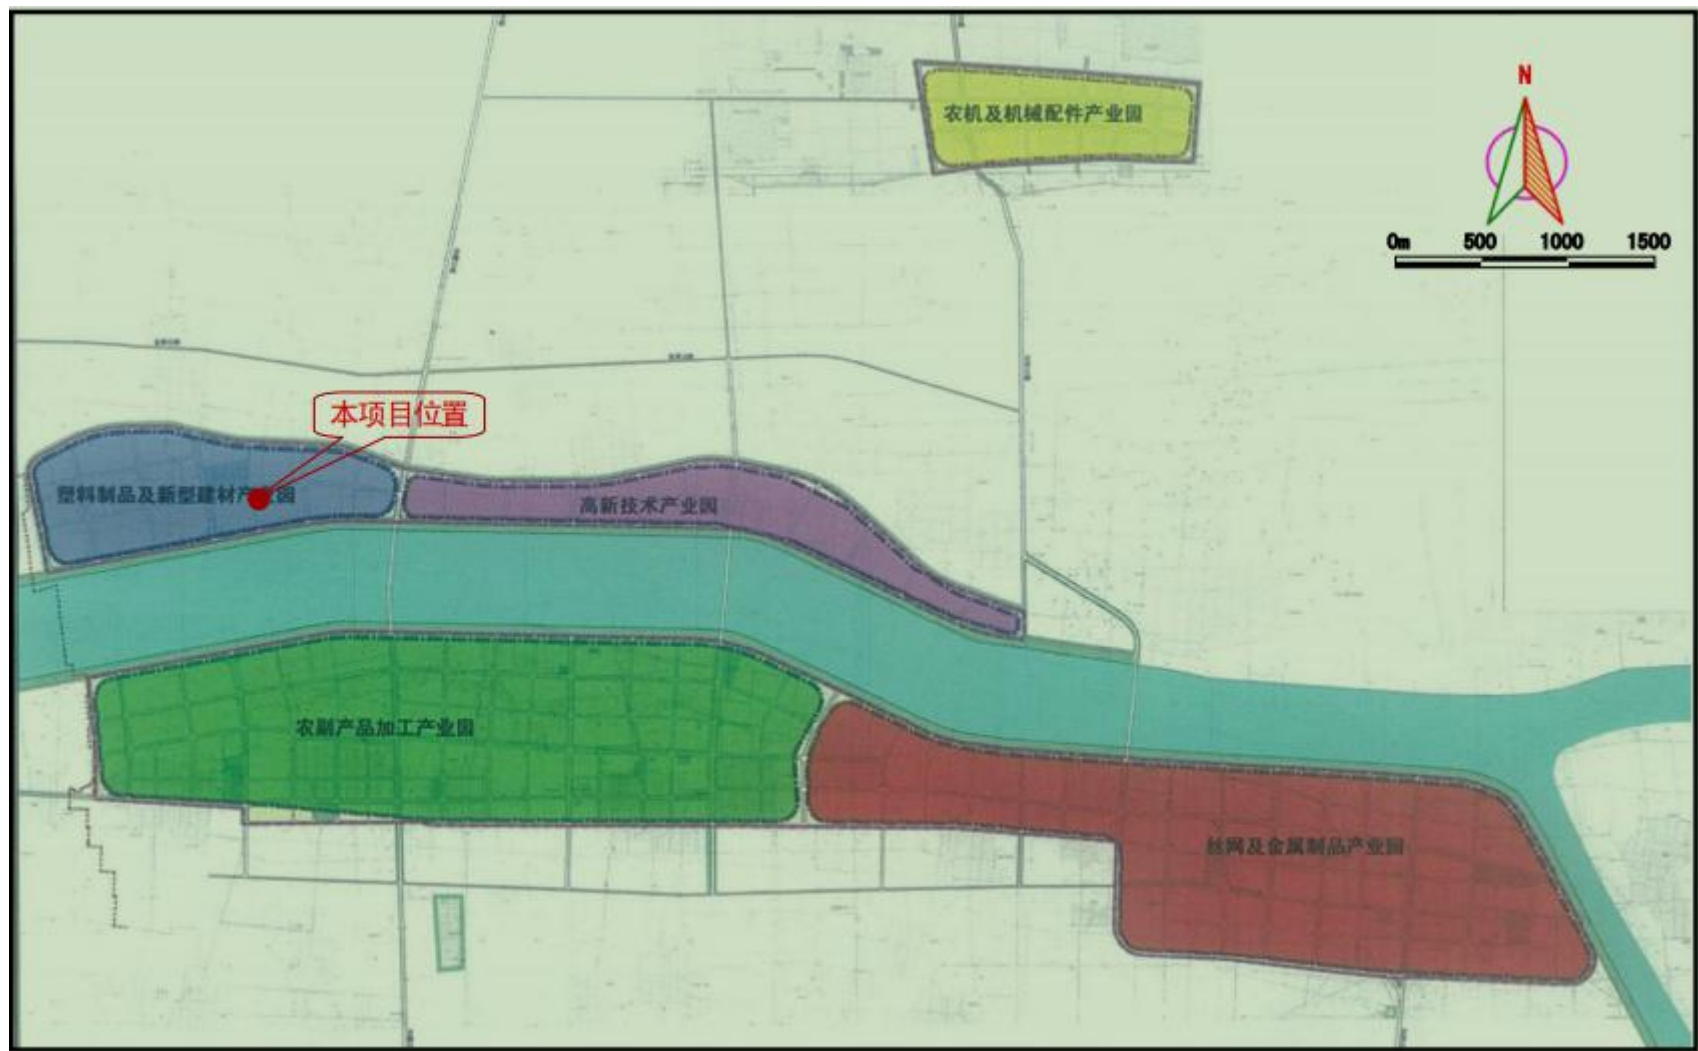 农机及机械配件产业园
N
0m 500 1000 1500
本项目位置
塑料制品及新型建材产业园
高新技术产业园
农副产品加工产业园
丝网及金属制品产业园